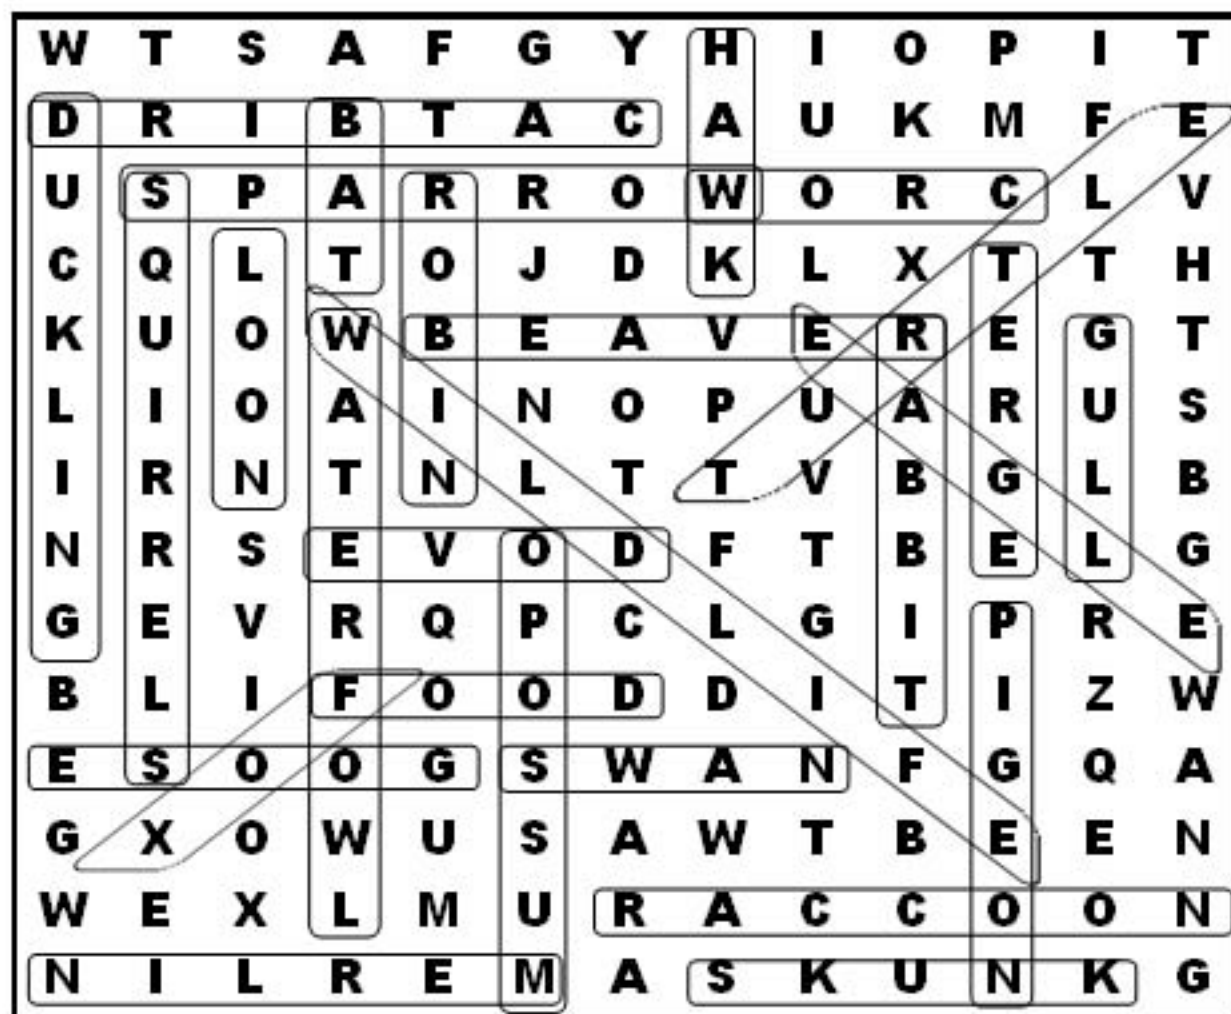 W T S A F G Y H I O P I T
D R I B T A C A U K M F E
U S P A R R O W O R C L V
C Q L T O J D K L X T T H
K U O W B E A V E R E G T
L I O A I N O P U A R U S
I R N T N L T T V B G L B
N R S E V O D F T B E L G
G E V R Q P C L G I P R E
B L I F O O D D I T I Z W
E S O O G S W A N F G Q A
G X O W U S A W T B E E N
W E X L M U R A C C O O N
N I L R E M A S K U N K G